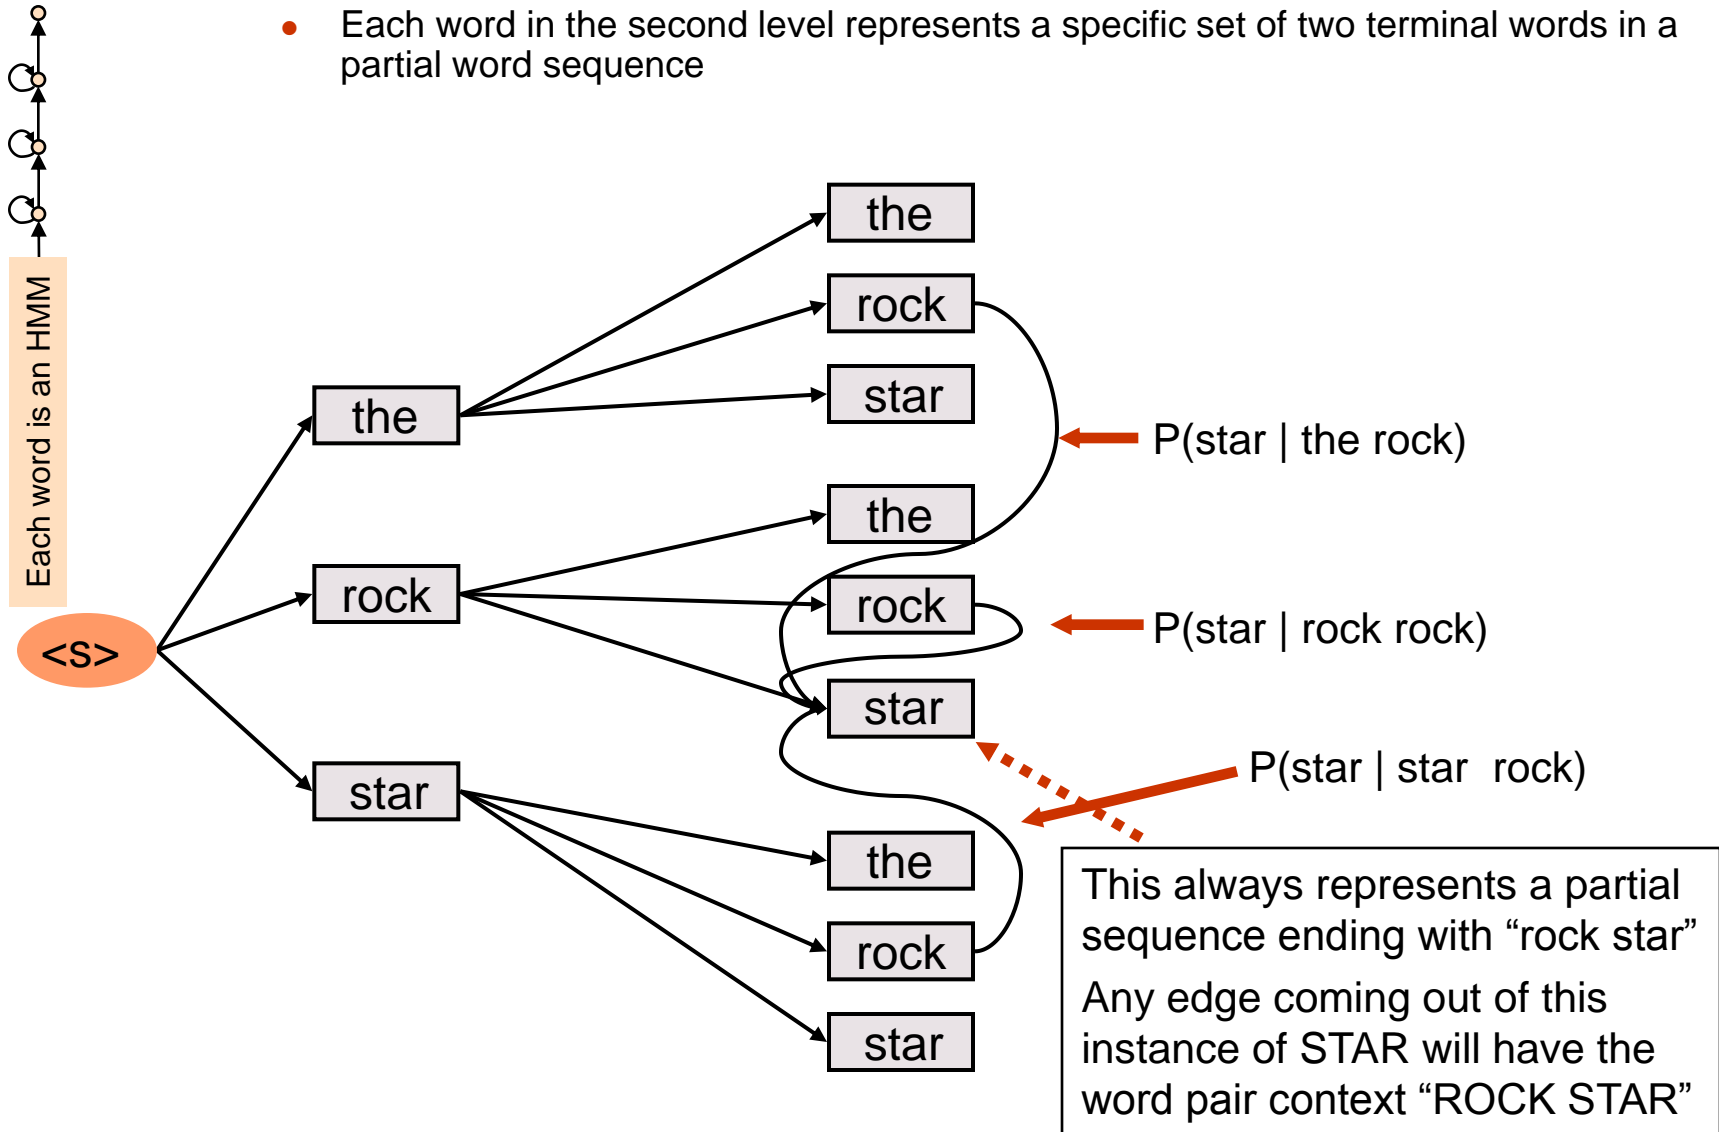 • Each word in the second level represents a specific set of two terminal words in a
partial word sequence
Each word is an HMM
<s>
the
rock
star
the
rock
star
the
rock
star
the
rock
star
P(star | the rock)
P(star | rock rock)
P(star | star  rock)
This always represents a partial
sequence ending with “rock star”
Any edge coming out of this
instance of STAR will have the
word pair context “ROCK STAR”